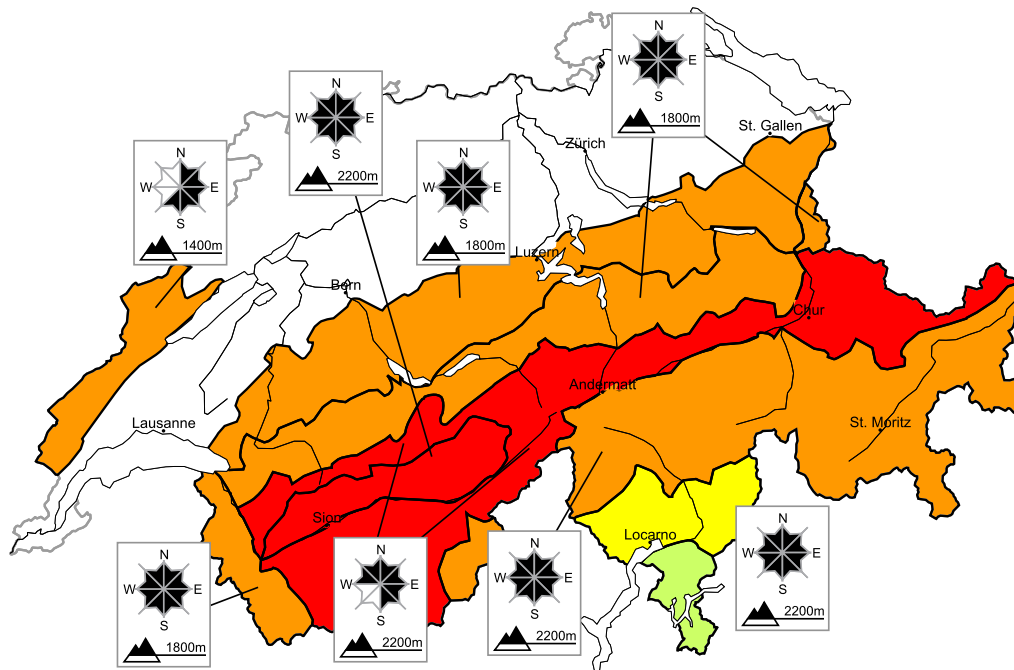 N
W E
S
1800m
St. Gallen
N
W E
S
2200m
Zürich
N
W E
S
1400m
N
W E
S
1800m
Luzern
Bern
Chur
Andermatt
Lausanne
St. Moritz
Sion
Locarno
N
W E
S
2200m
N
W E
S
2200m
N
W E
S
2200m
N
W E
S
1800m